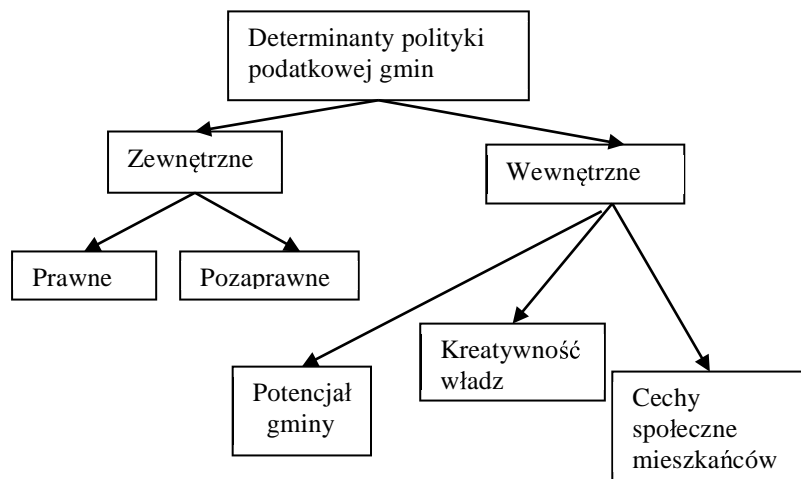 Determinanty polityki
podatkowej gmin
Zewnętrzne
Wewnętrzne
Prawne
Pozaprawne
Kreatywność
władz
Potencjał
gminy
Cechy
społeczne
mieszkańców